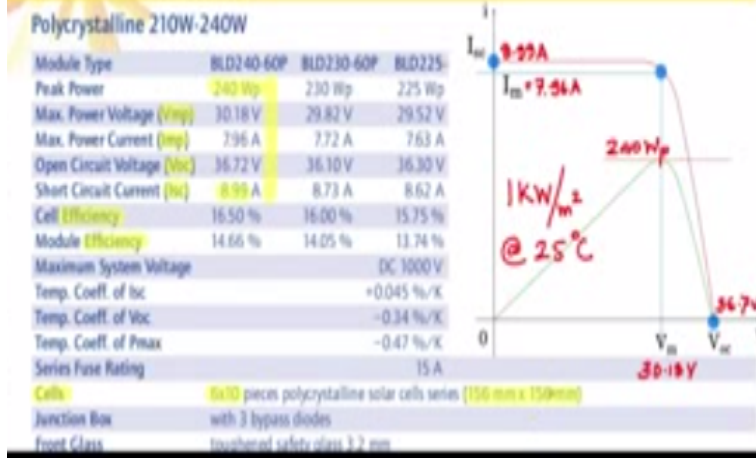 Polycrystalline 210W-240W
Module Type BLD240-60P BLD230-60P BLD225-
Peak Power 240 Wp 230 Wp 225 Wp
Max. Power Voltage (Vmp) 30.18 V 29.82 V 29.52 V
Max. Power Current (Imp) 7.96 A 7.72 A 7.63 A
Open Circuit Voltage (Voc) 36.72 V 36.10 V 36.30 V
Short Circuit Current (Isc) 8.99 A 8.73 A 8.62 A
Cell Efficiency 16.50 % 16.00 % 15.75 %
Module Efficiency 14.66 % 14.05 % 13.74 %
Maximum System Voltage DC 1000 V
Temp. Coeff. of Isc +0.045 %/K
Temp. Coeff. of Voc -0.34 %/K
Temp. Coeff. of Pmax -0.47 %/K
Series Fuse Rating 15 A
Cells 6x10 pieces polycrystalline solar cells series (156 mm x 156mm)
Junction Box with 3 bypass diodes
Front Glass toughened safety glass 3.2 mm
i
Isc 8.99A
Im = 7.96A
240 Wp
1KW/m²
@ 25°C
36.7V
0 Vm Voc
30.18V